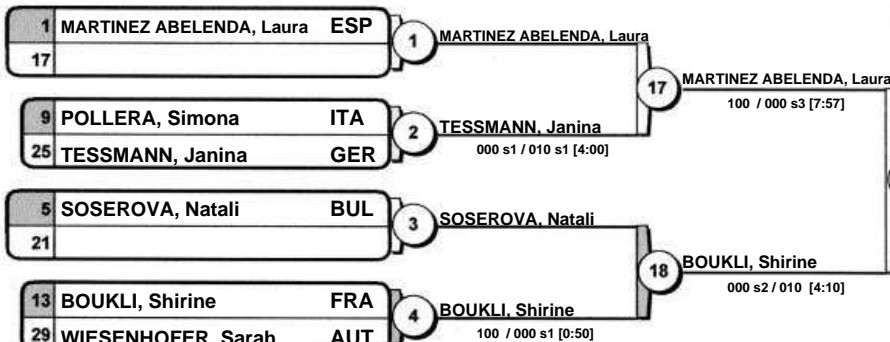 1 MARTINEZ ABELENDA, Laura ESP
17
1 MARTINEZ ABELENDA, Laura
17 MARTINEZ ABELENDA, Laura
100 / 000 s3 [7:57]
9 POLLERA, Simona ITA
25 TESSMANN, Janina GER
2 TESSMANN, Janina
000 s1 / 010 s1 [4:00]
5 SOSEROVA, Natali BUL
21
3 SOSEROVA, Natali
18 BOUKLI, Shirine
000 s2 / 010 [4:10]
13 BOUKLI, Shirine FRA
29 WIESENHOFER, Sarah AUT
4 BOUKLI, Shirine
100 / 000 s1 [0:50]